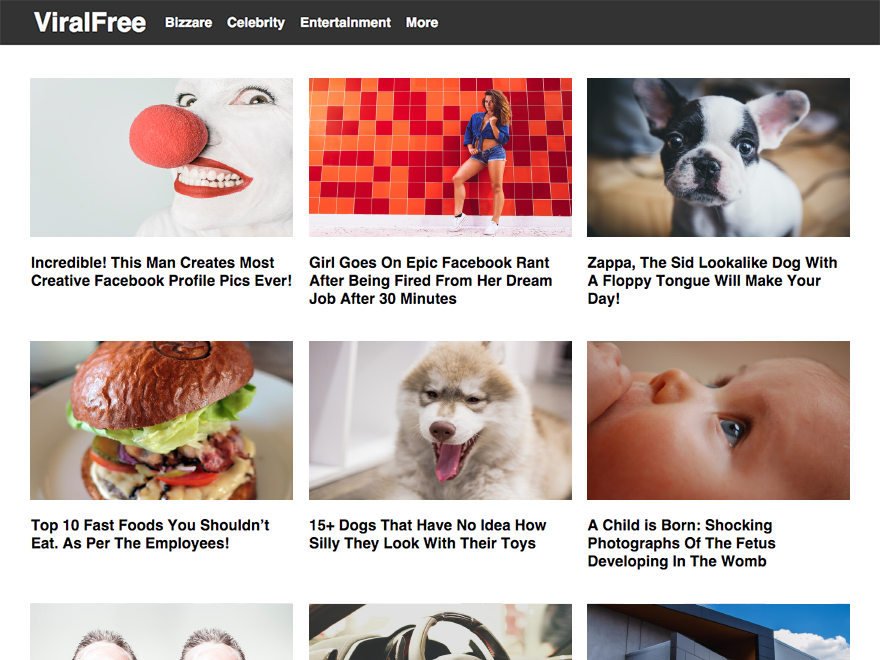 ViralFree Bizzare Celebrity Entertainment More
Incredible! This Man Creates Most
Creative Facebook Profile Pics Ever!
Girl Goes On Epic Facebook Rant
After Being Fired From Her Dream
Job After 30 Minutes
Zappa, The Sid Lookalike Dog With
A Floppy Tongue Will Make Your
Day!
Top 10 Fast Foods You Shouldn’t
Eat. As Per The Employees!
15+ Dogs That Have No Idea How
Silly They Look With Their Toys
A Child is Born: Shocking
Photographs Of The Fetus
Developing In The Womb